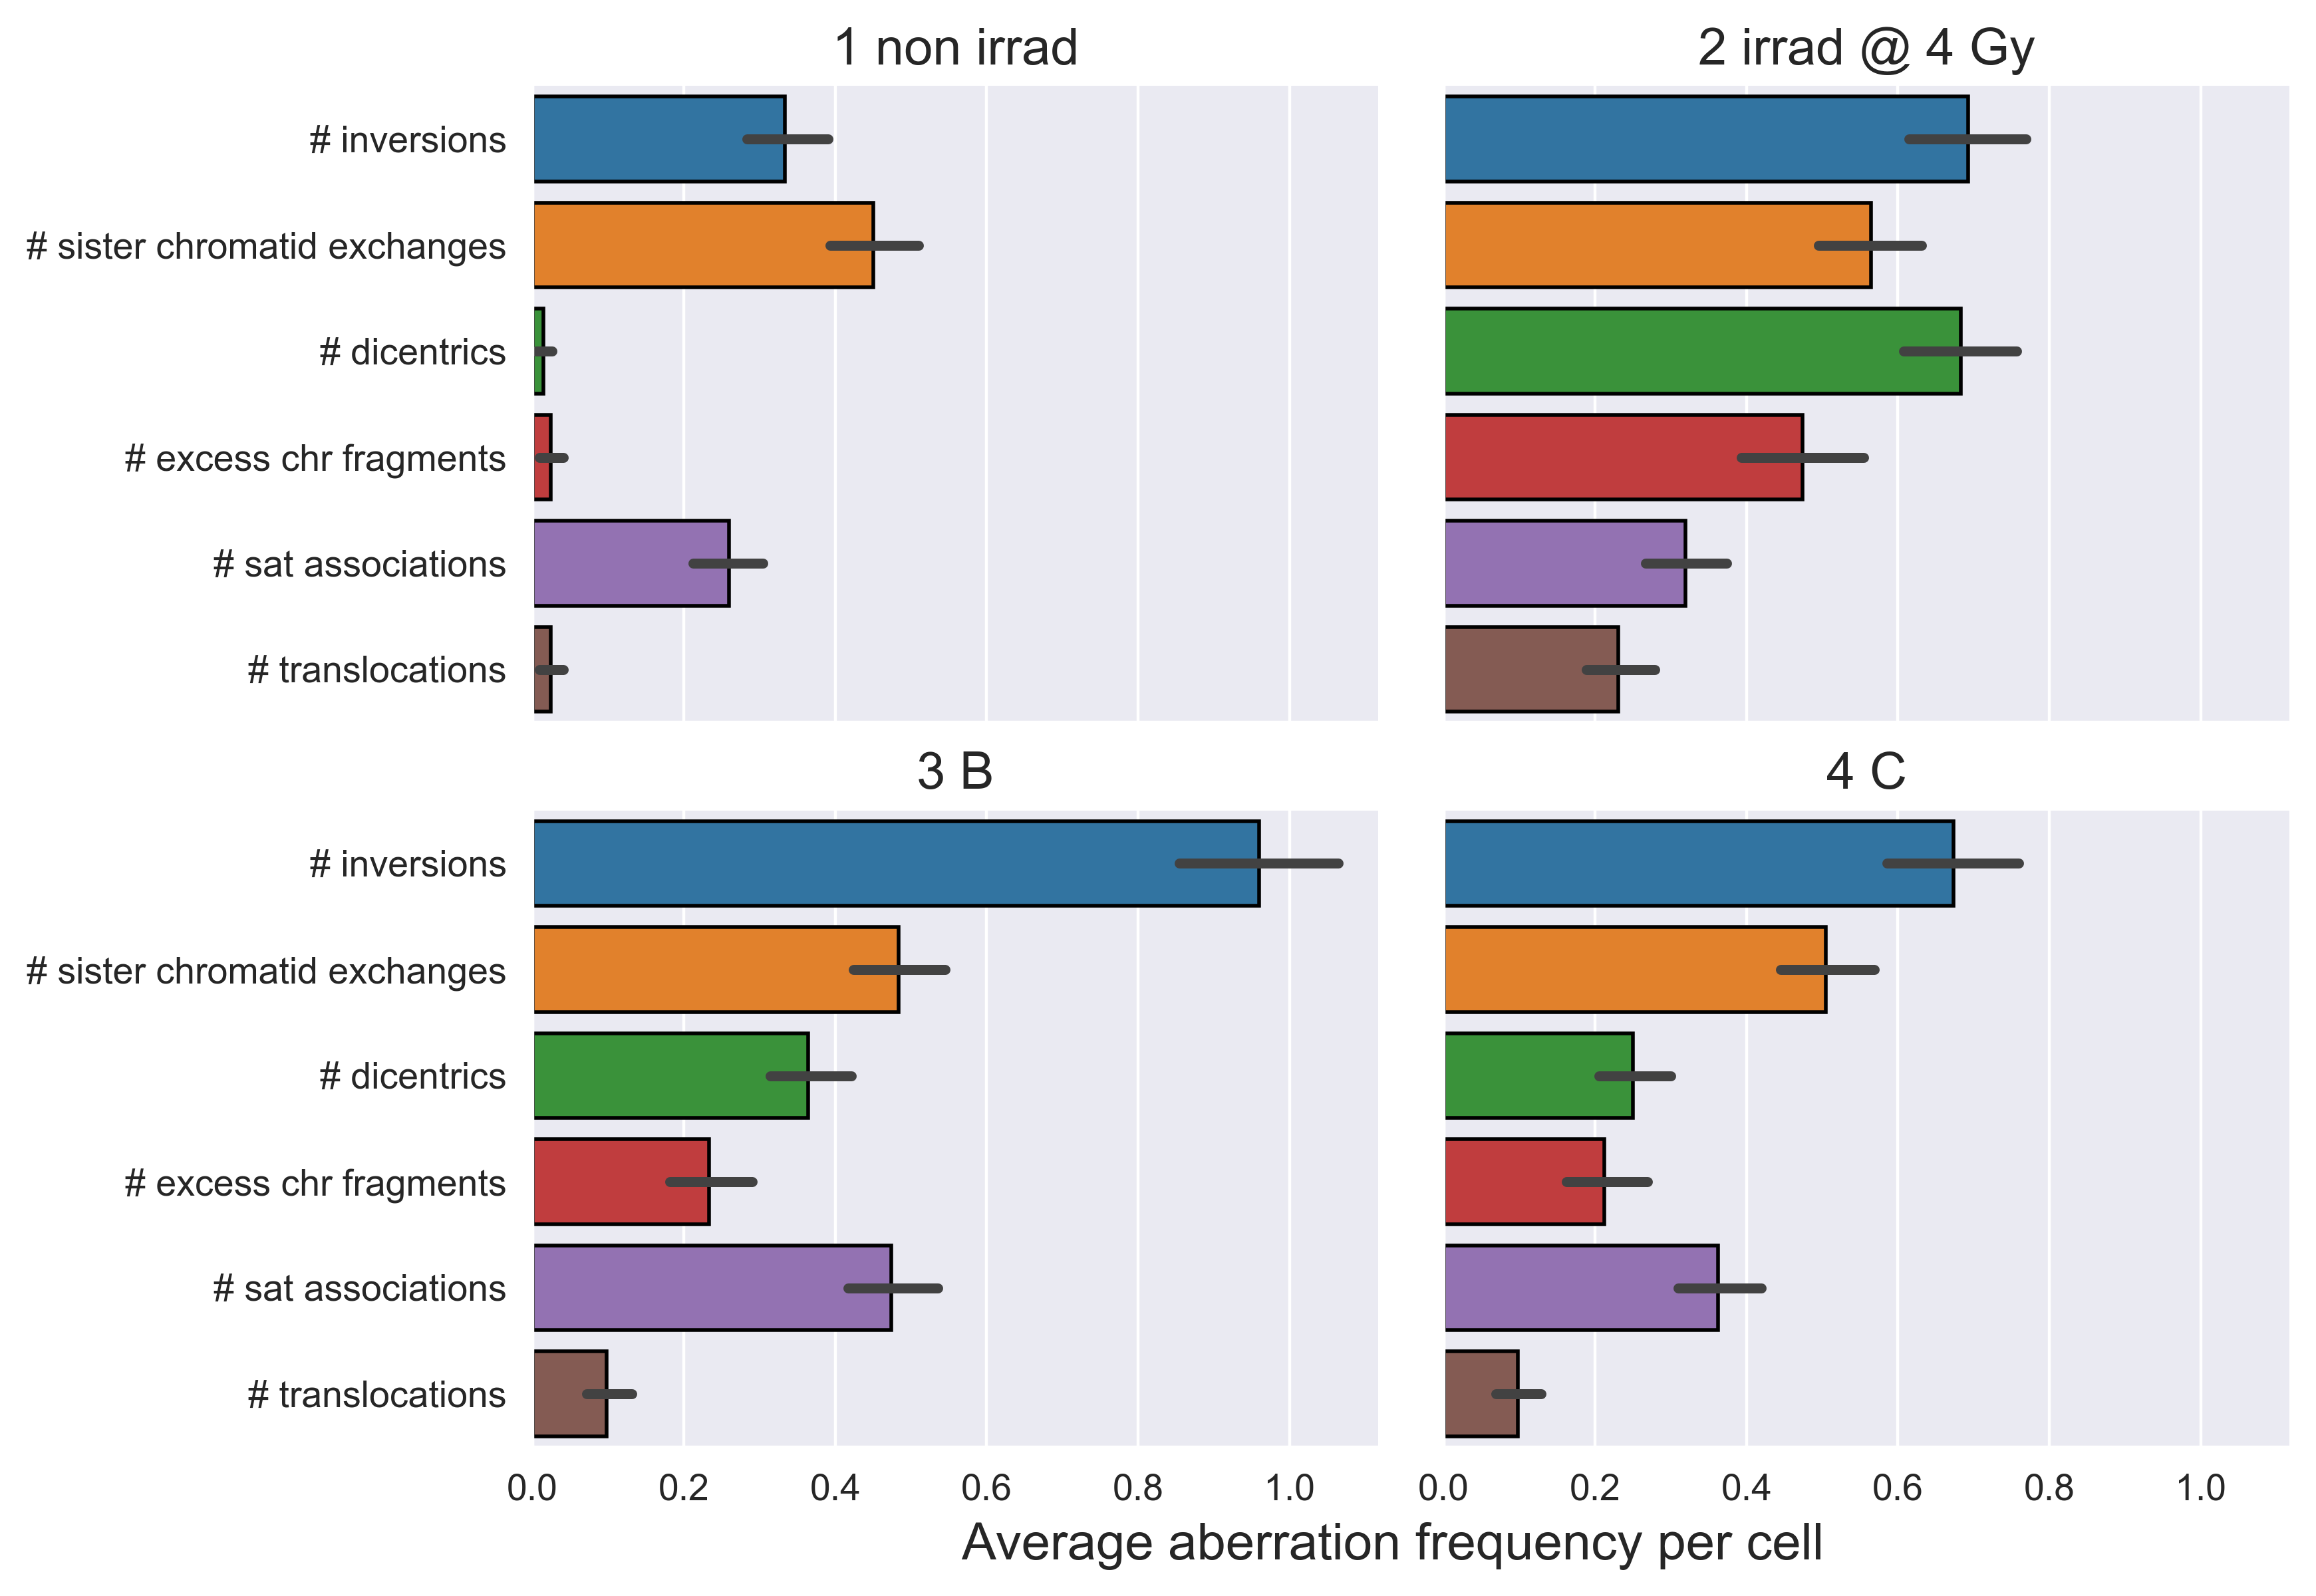 1 non irrad
2 irrad @ 4 Gy
# inversions
# sister chromatid exchanges
# dicentrics
# excess chr fragments
# sat associations
# translocations
3 B
4 C
# inversions
# sister chromatid exchanges
# dicentrics
# excess chr fragments
# sat associations
# translocations
0.0 0.2 0.4 0.6 0.8 1.0
0.0 0.2 0.4 0.6 0.8 1.0
Average aberration frequency per cell